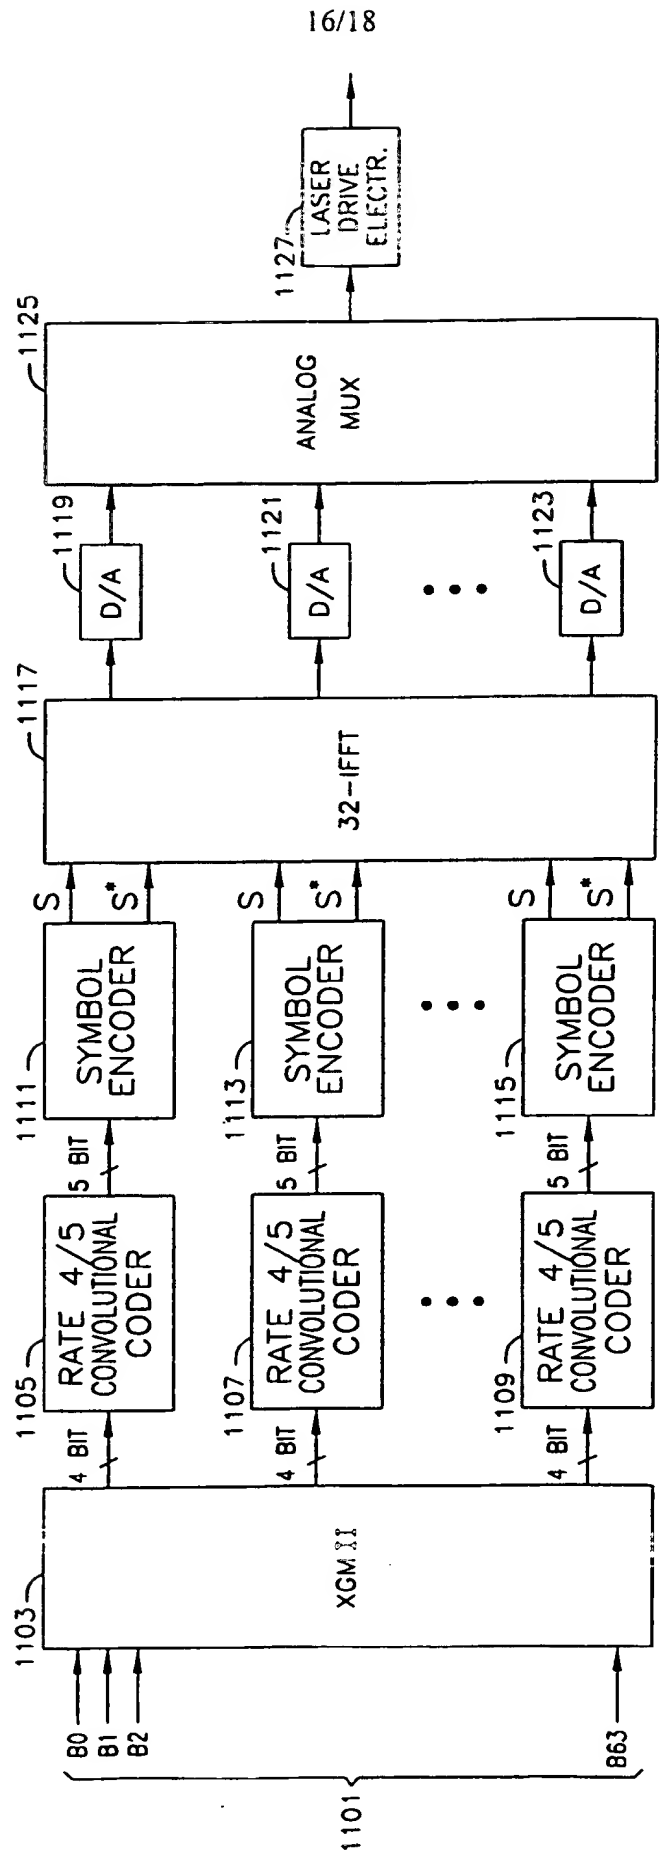 16/18
1101
B0
B1
B2
B63
1103
XGMII
4 BIT
4 BIT
4 BIT
1105
RATE 4/5
CONVOLUTIONAL
CODER
1107
RATE 4/5
CONVOLUTIONAL
CODER
1109
RATE 4/5
CONVOLUTIONAL
CODER
5 BIT
5 BIT
5 BIT
1111
SYMBOL
ENCODER
1113
SYMBOL
ENCODER
1115
SYMBOL
ENCODER
S
S*
S
S*
S
S*
1117
32-IFFT
1119
D/A
1121
D/A
1123
D/A
1125
ANALOG
MUX
1127
LASER
DRIVE
ELECTR.